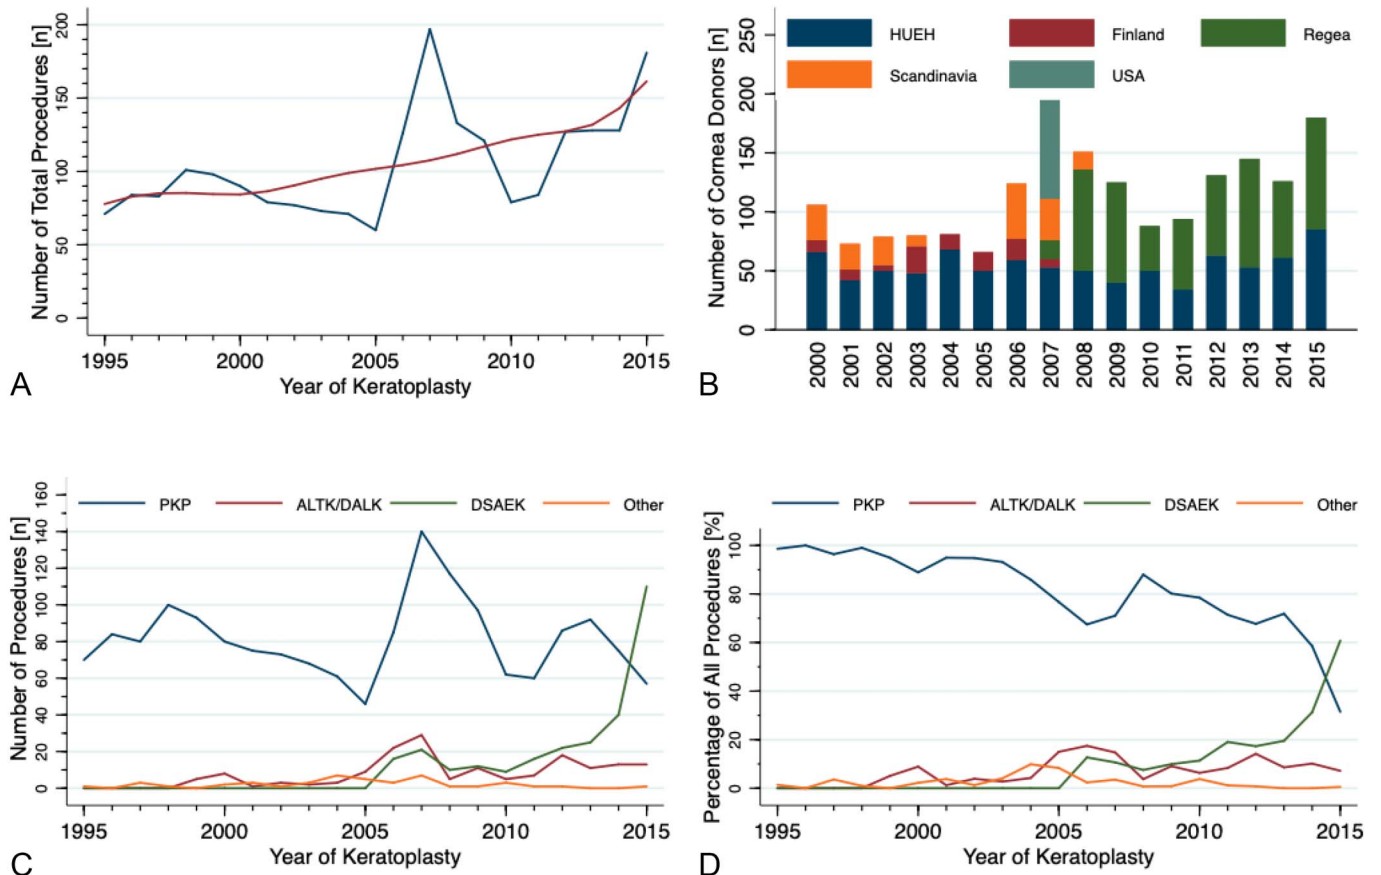 Number of Total Procedures [n]
200
150
100
50
0
1995
2000
2005
2010
2015
Year of Keratoplasty
A
Number of Cornea Donors [n]
250
200
150
100
50
0
HUEH
Finland
Regea
Scandinavia
USA
2000
2001
2002
2003
2004
2005
2006
2007
2008
2009
2010
2011
2012
2013
2014
2015
B
Number of Procedures [n]
160
140
120
100
80
60
40
20
0
PKP
ALTK/DALK
DSAEK
Other
1995
2000
2005
2010
2015
Year of Keratoplasty
C
Percentage of All Procedures [%]
100
80
60
40
20
0
PKP
ALTK/DALK
DSAEK
Other
1995
2000
2005
2010
2015
Year of Keratoplasty
D